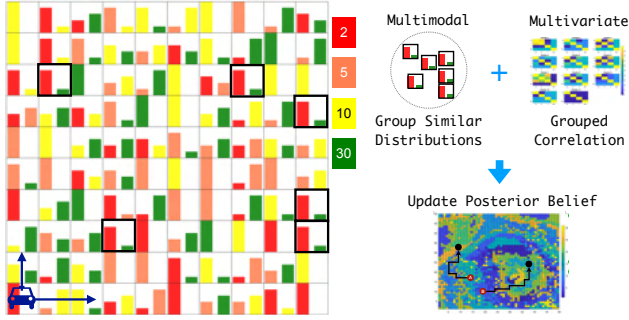 2
5
10
30
Multimodal
Multivariate
+
Group Similar
Distributions
Grouped
Correlation
Update Posterior Belief